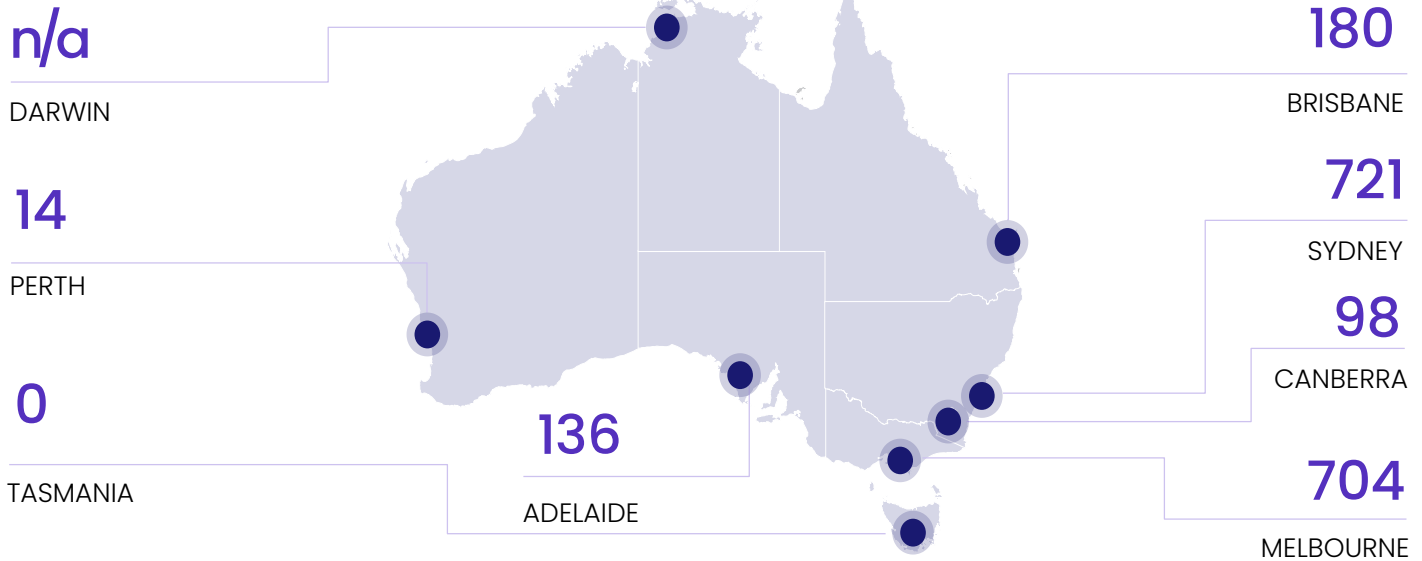 n/a
DARWIN
14
PERTH
0
TASMANIA
136
ADELAIDE
180
BRISBANE
721
SYDNEY
98
CANBERRA
704
MELBOURNE